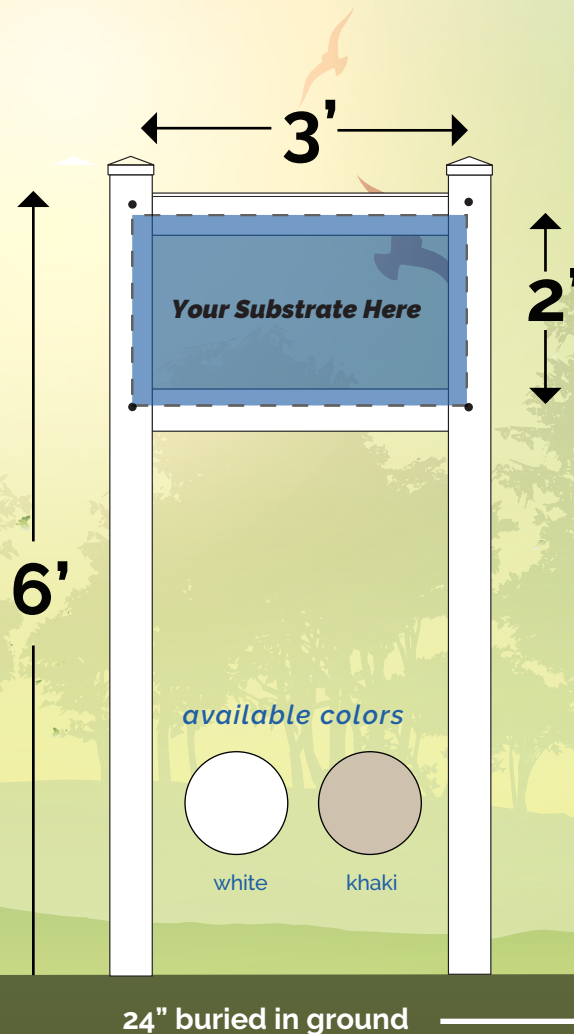 3’
Your Substrate Here
2’
6’
available colors
white
khaki
24” buried in ground